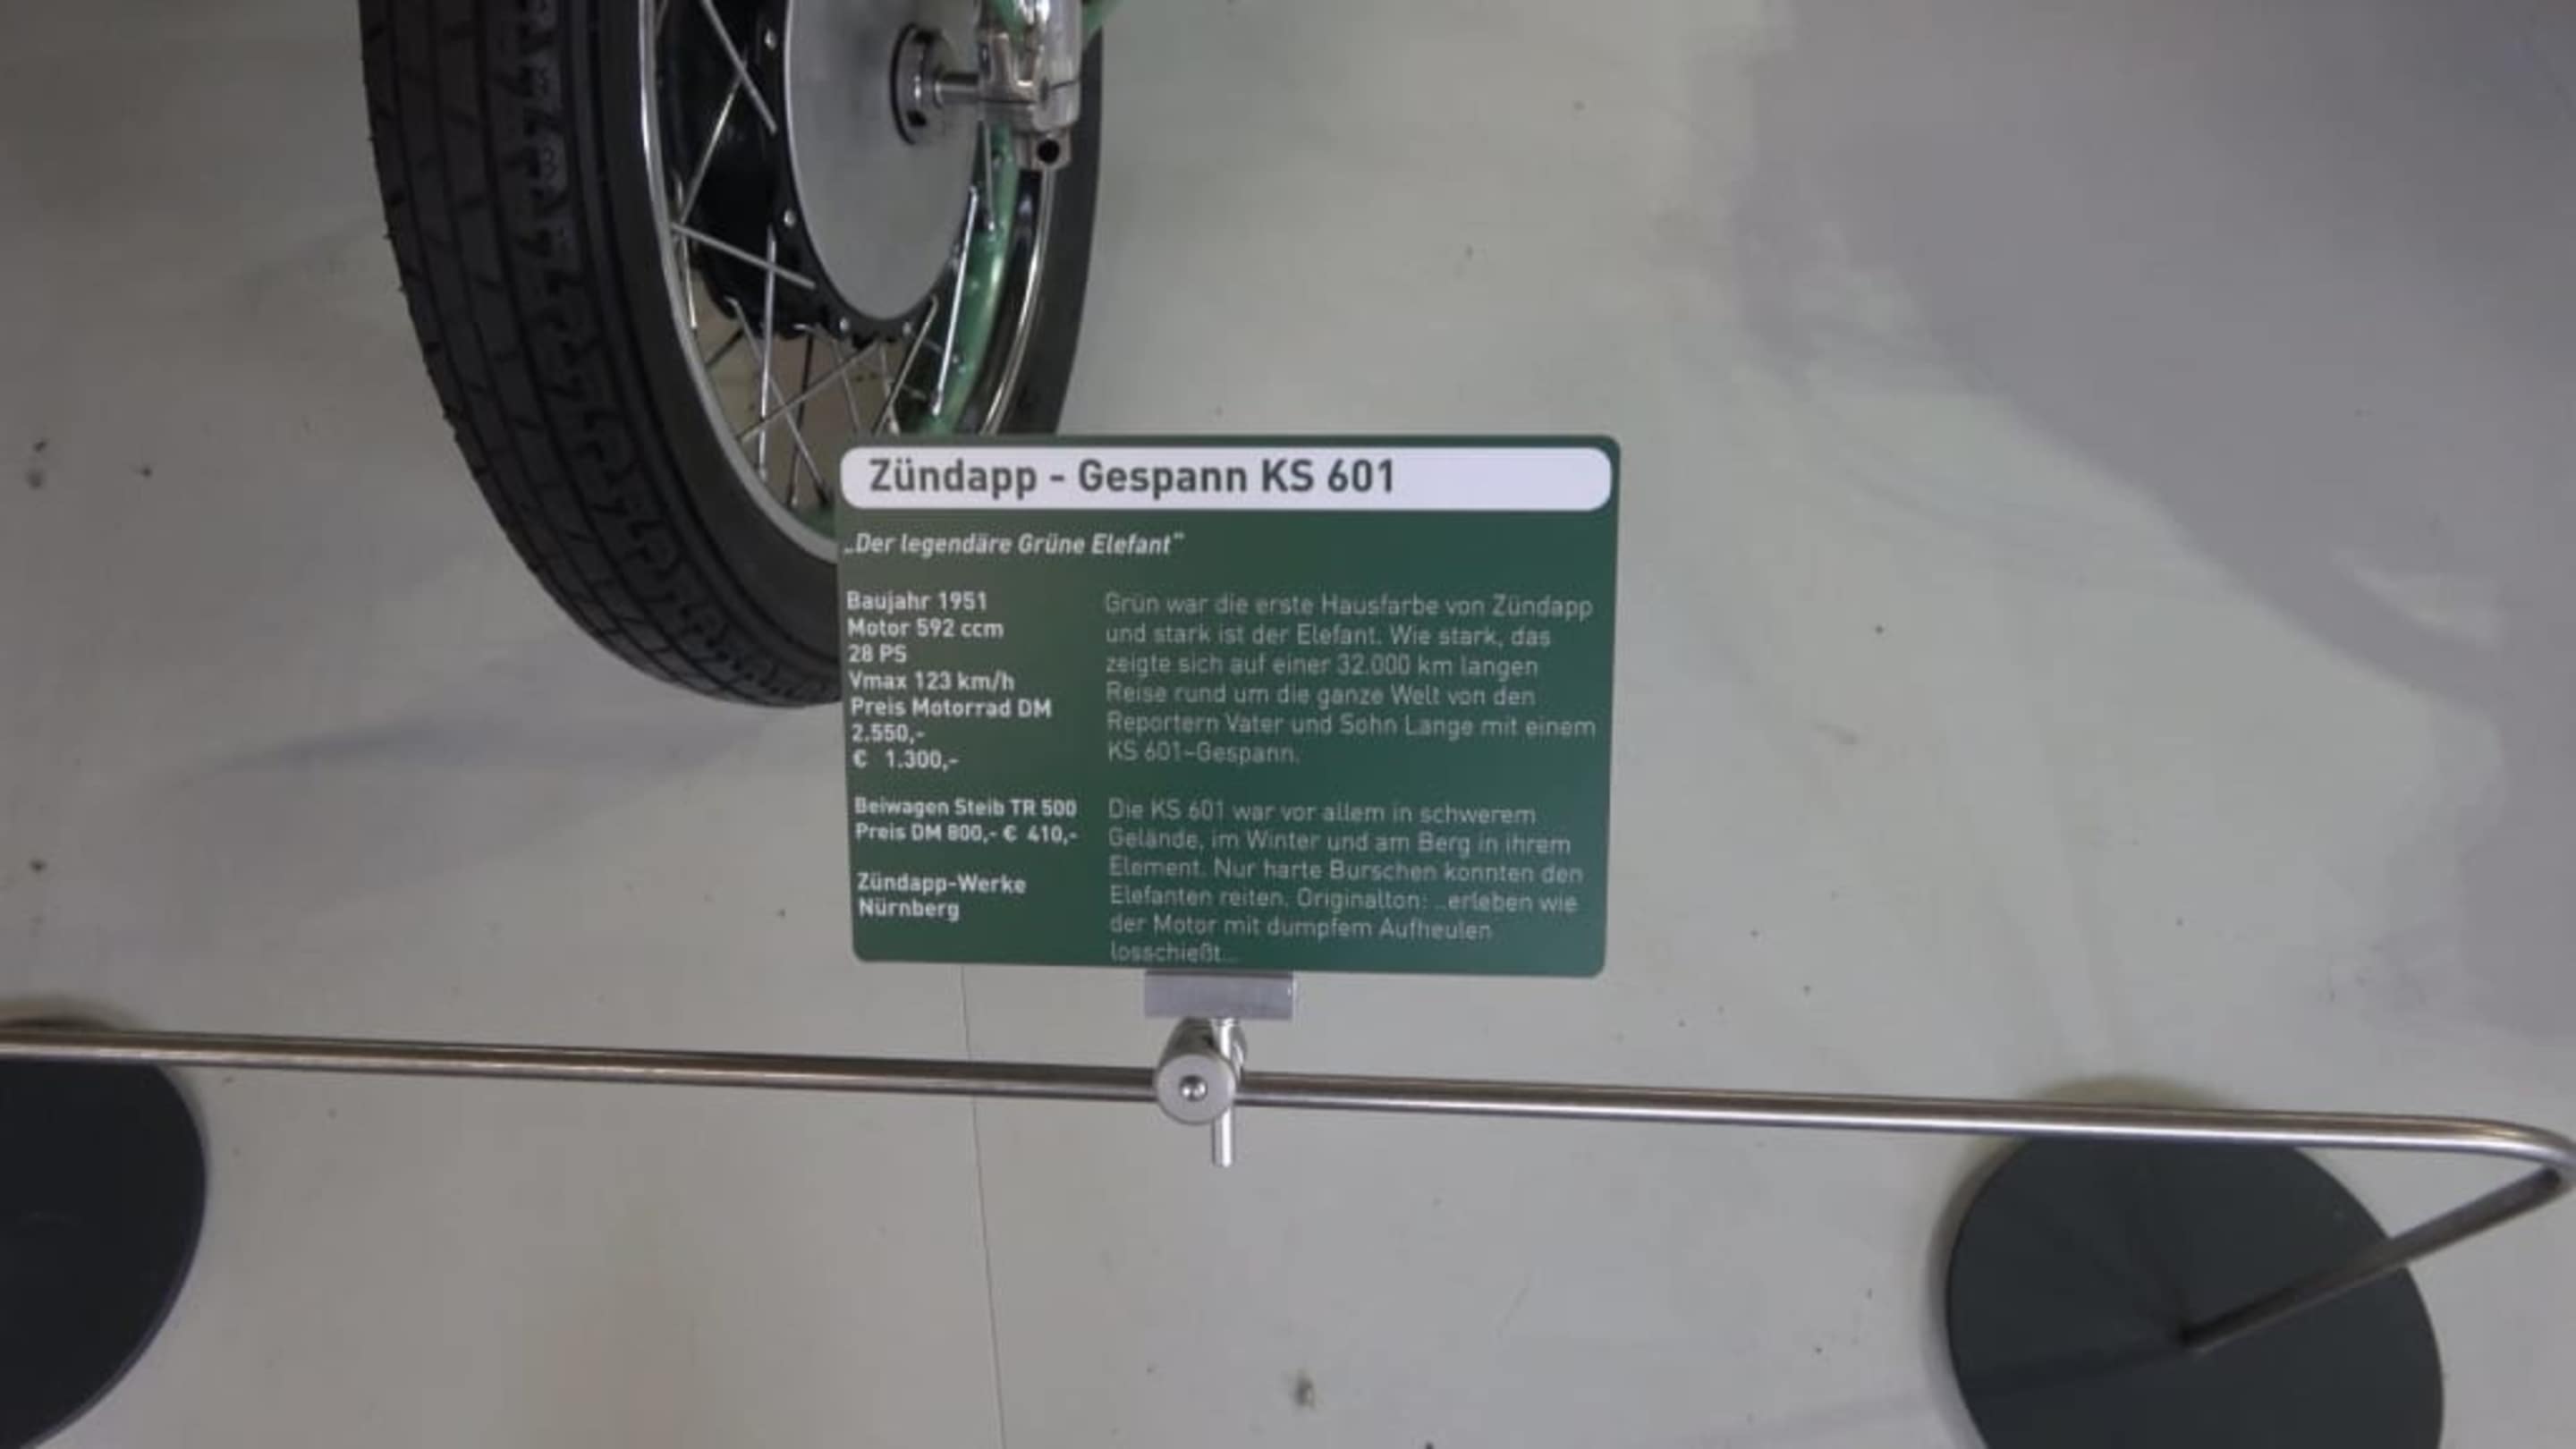 Zündapp - Gespann KS 601
„Der legendäre Grüne Elefant"
Baujahr 1951
Motor 592 ccm
28 PS
Vmax 123 km/h
Preis Motorrad DM
2.550,-
€ 1.300,-
Beiwagen Steib TR 500
Preis DM 800,- € 410,-
Zündapp-Werke
Nürnberg
Grün war die erste Hausfarbe von Zündapp
und stark ist der Elefant. Wie stark, das
zeigte sich auf einer 32.000 km langen
Reise rund um die ganze Welt von den
Reportern Vater und Sohn Lange mit einem
KS 601-Gespann.
Die KS 601 war vor allem in schwerem
Gelände, im Winter und am Berg in ihrem
Element. Nur harte Burschen konnten den
Elefanten reiten. Originalton: ..erleben wie
der Motor mit dumpfem Aufheulen
losschießt...